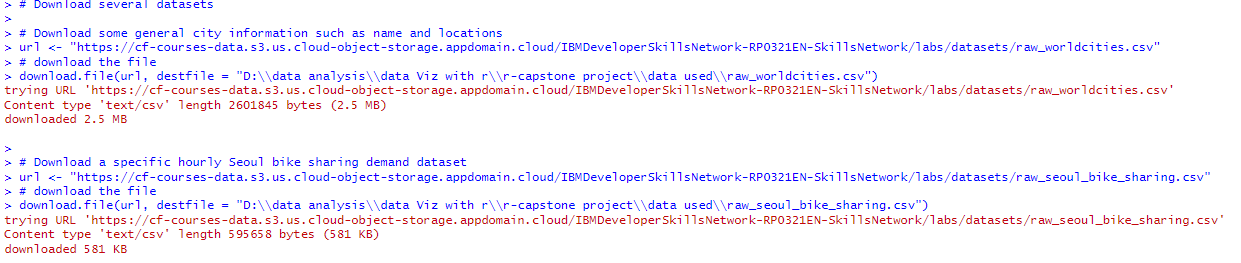 > # Download several datasets
>
> # Download some general city information such as name and locations
> url <- "https://cf-courses-data.s3.us.cloud-object-storage.appdomain.cloud/IBMDeveloperSkillsNetwork-RP0321EN-SkillsNetwork/labs/datasets/raw_worldcities.csv"
> # download the file
> download.file(url, destfile = "D:\\data analysis\\data Viz with r\\r-capstone project\\data used\\raw_worldcities.csv")
trying URL 'https://cf-courses-data.s3.us.cloud-object-storage.appdomain.cloud/IBMDeveloperSkillsNetwork-RP0321EN-SkillsNetwork/labs/datasets/raw_worldcities.csv'
Content type 'text/csv' length 2601845 bytes (2.5 MB)
downloaded 2.5 MB
>
> # Download a specific hourly Seoul bike sharing demand dataset
> url <- "https://cf-courses-data.s3.us.cloud-object-storage.appdomain.cloud/IBMDeveloperSkillsNetwork-RP0321EN-SkillsNetwork/labs/datasets/raw_seoul_bike_sharing.csv"
> # download the file
> download.file(url, destfile = "D:\\data analysis\\data Viz with r\\r-capstone project\\data used\\raw_seoul_bike_sharing.csv")
trying URL 'https://cf-courses-data.s3.us.cloud-object-storage.appdomain.cloud/IBMDeveloperSkillsNetwork-RP0321EN-SkillsNetwork/labs/datasets/raw_seoul_bike_sharing.csv'
Content type 'text/csv' length 595658 bytes (581 KB)
downloaded 581 KB